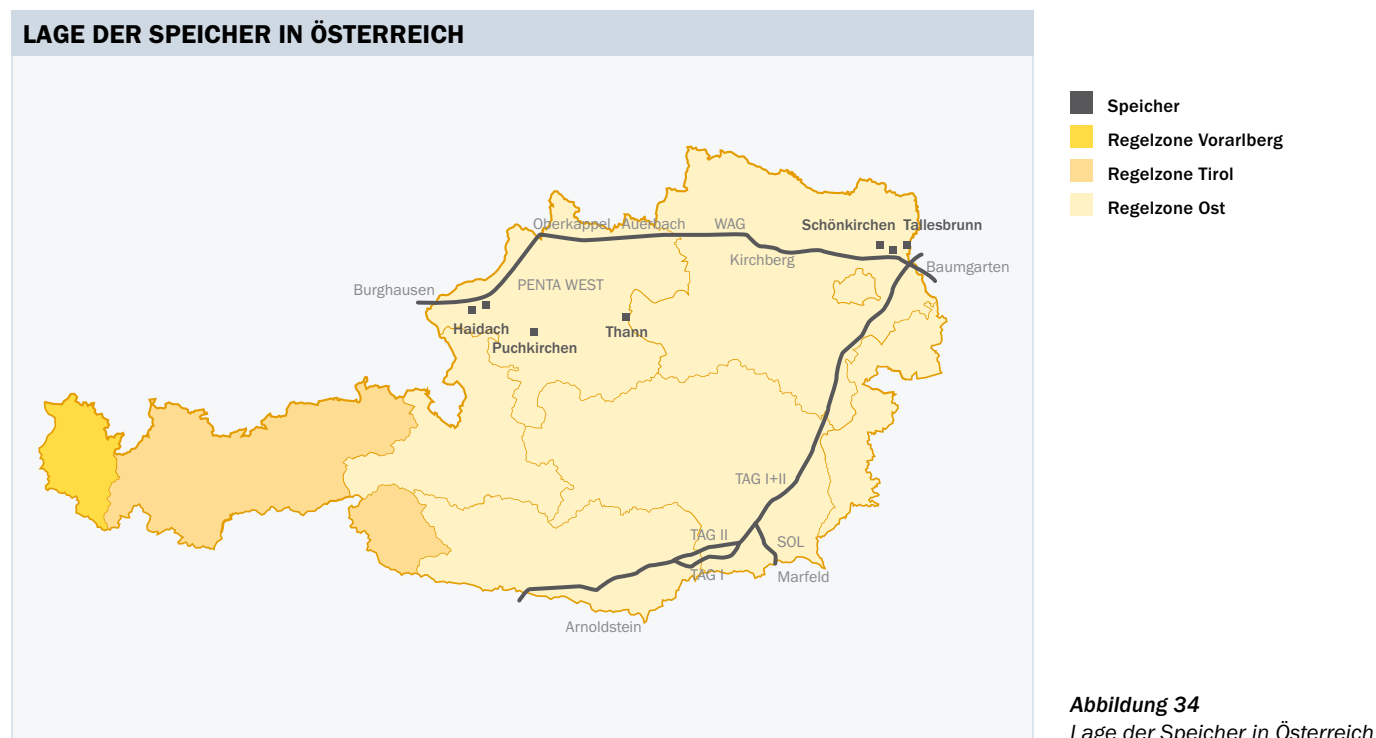 LAGE DER SPEICHER IN ÖSTERREICH
Speicher
Regelzone Vorarlberg
Regelzone Tirol
Regelzone Ost
Oberkappel
Auerbach
WAG
Schönkirchen
Tallesbrunn
Kirchberg
Baumgarten
Burghausen
PENTA WEST
Haidach
Puchkirchen
Thann
TAG I+II
TAG II
SOL
TAG I
Marfeld
Arnoldstein
Abbildung 34
Lage der Speicher in Österreich